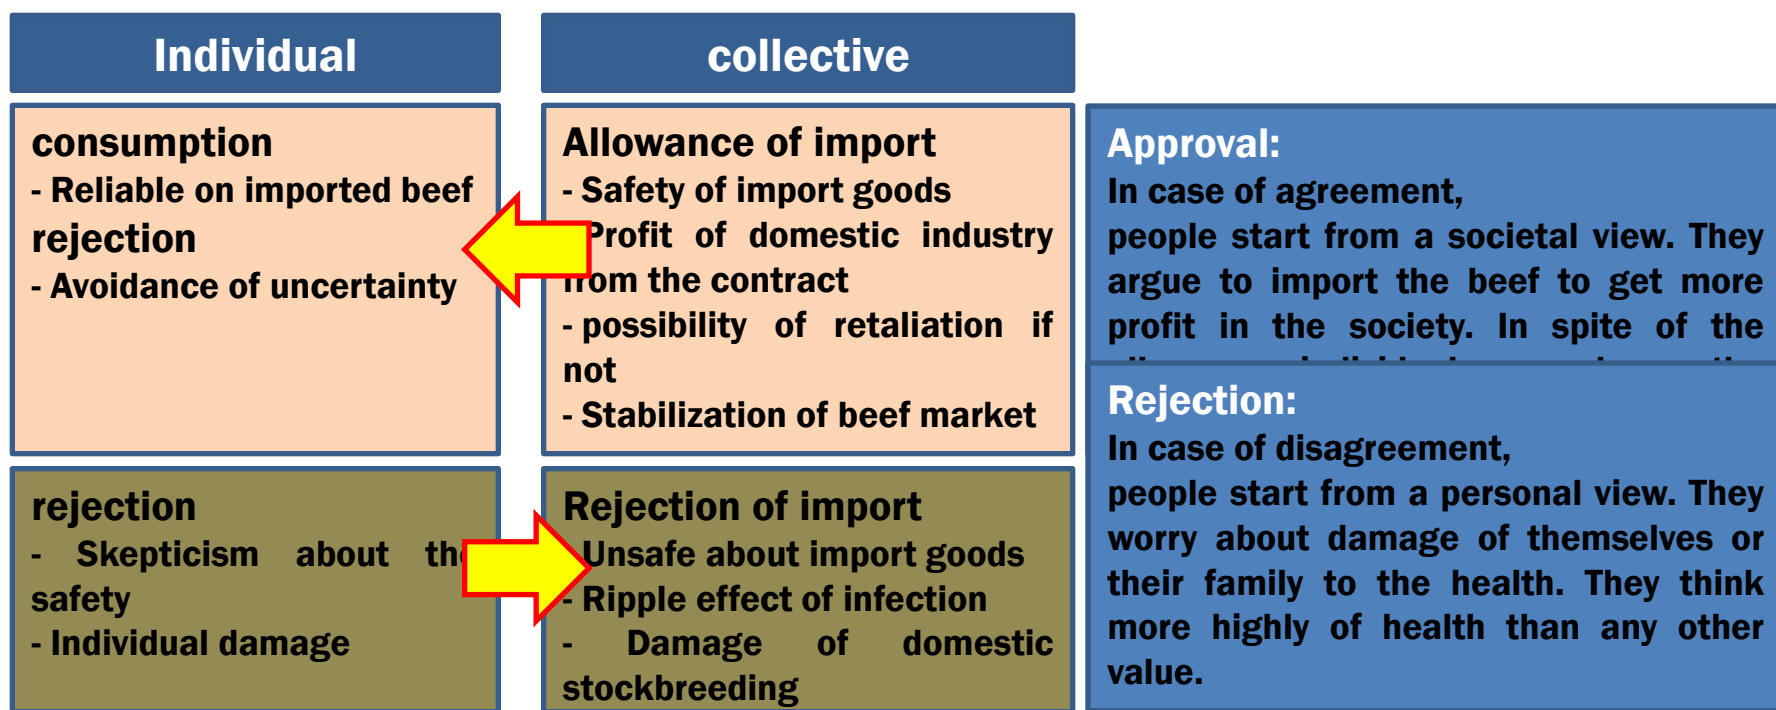 Individual
collective
consumption
- Reliable on imported beef
rejection
- Avoidance of uncertainty
Allowance of import
- Safety of import goods
Profit of domestic industry
from the contract
- possibility of retaliation if
not
- Stabilization of beef market
Approval:
In case of agreement,
people start from a societal view. They
argue to import the beef to get more
profit in the society. In spite of the
rejection
- Skepticism about the
safety
- Individual damage
Rejection of import
Unsafe about import goods
- Ripple effect of infection
- Damage of domestic
stockbreeding
Rejection:
In case of disagreement,
people start from a personal view. They
worry about damage of themselves or
their family to the health. They think
more highly of health than any other
value.